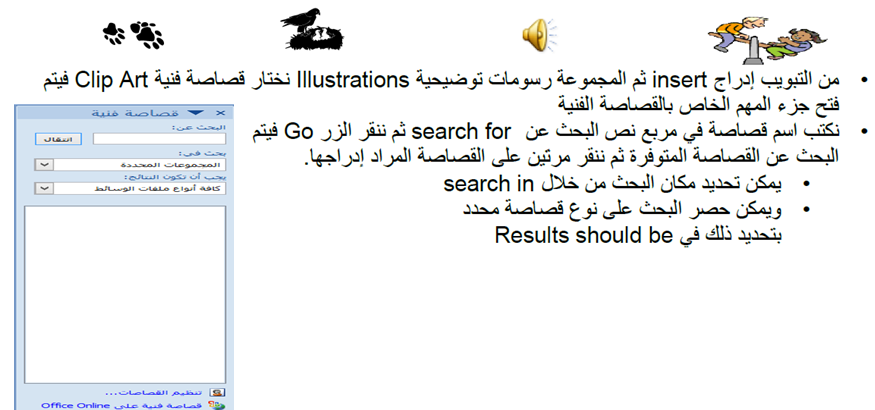 • من التبويب إدراج insert ثم المجموعة رسومات توضيحية Illustrations نختار قصاصة فنية Clip Art فيتم
فتح جزء المهم الخاص بالقصاصة الفنية
• نكتب اسم قصاصة في مربع نص البحث عن search for ثم ننقر الزر Go فيتم
البحث عن القصاصة المتوفرة ثم ننقر مرتين على القصاصة المراد إدراجها.
• يمكن تحديد مكان البحث من خلال search in
• ويمكن حصر البحث على نوع قصاصة محدد
بتحديد ذلك في Results should be
قصاصة فنية
البحث عن:
انتقال
بحث في:
المجموعات المحددة
يجب أن تكون النتائج:
كافة أنواع ملفات الوسائط
تنظيم القصاصات...
قصاصة فنية على Office Online